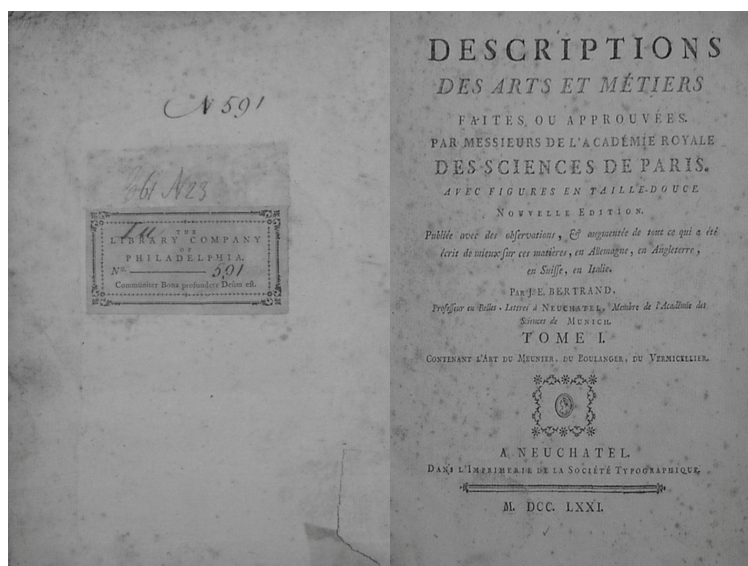 N 591
N 23
THE
LIBRARY COMPANY
OF
PHILADELPHIA.
No. 591
Communiter Bona profundere Deûm est.
DESCRIPTIONS
DES ARTS ET MÉTIERS
FAITES, OU APPROUVÉES.
PAR MESSIEURS DE L'ACADÉMIE ROYALE
DES SCIENCES DE PARIS.
AVEC FIGURES EN TAILLE-DOUCE
NOUVELLE EDITION.
Publiée avec des observations, & augmentée de tout ce qui a été
écrit de mieux sur ces matières, en Allemagne, en Angleterre,
en Suisse, en Italie.
PAR J. E. BERTRAND.
Professeur en Belles-Lettres à NEUCHATEL, Membre de l'Académie des
Sciences de MUNICH.
TOME I.
CONTENANT L'ART DU MEUNIER, DU BOULANGER, DU VERMICELLIER.
A NEUCHATEL.
DANS L'IMPRIMERIE DE LA SOCIÉTÉ TYPOGRAPHIQUE.
M. DCC. LXXI.